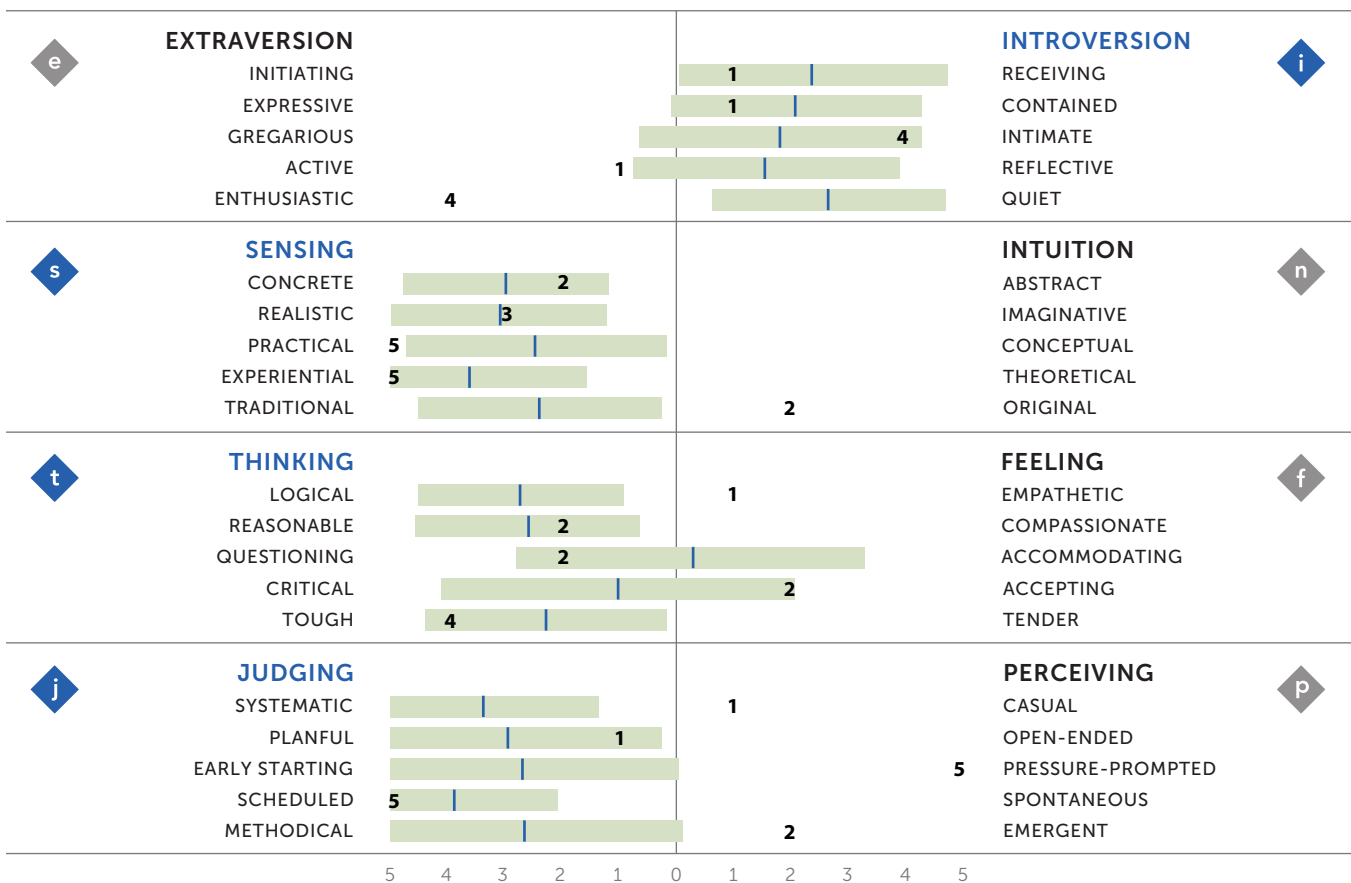 EXTRAVERSION INTROVERSION
e i
INITIATING 1 RECEIVING
EXPRESSIVE 1 CONTAINED
GREGARIOUS 4 INTIMATE
ACTIVE 1 REFLECTIVE
ENTHUSIASTIC 4 QUIET
SENSING INTUITION
s n
CONCRETE 2 ABSTRACT
REALISTIC 3 IMAGINATIVE
PRACTICAL 5 CONCEPTUAL
EXPERIENTIAL 5 THEORETICAL
TRADITIONAL 2 ORIGINAL
THINKING FEELING
t f
LOGICAL 1 EMPATHETIC
REASONABLE 2 COMPASSIONATE
QUESTIONING 2 ACCOMMODATING
CRITICAL 2 ACCEPTING
TOUGH 4 TENDER
JUDGING PERCEIVING
j p
SYSTEMATIC 1 CASUAL
PLANFUL 1 OPEN-ENDED
EARLY STARTING 5 PRESSURE-PROMPTED
SCHEDULED 5 SPONTANEOUS
METHODICAL 2 EMERGENT
5 4 3 2 1 0 1 2 3 4 5